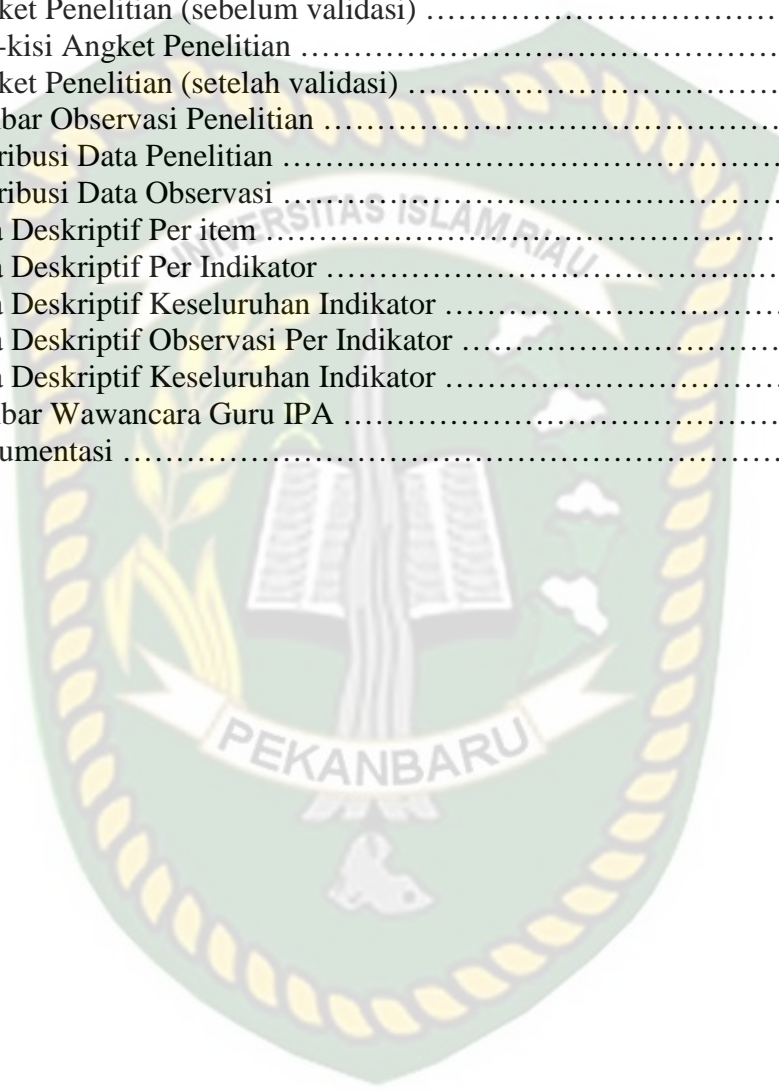 ket Penelitian (sebelum validasi) ……………………………
-kisi Angket Penelitian ……………………………………
ket Penelitian (setelah validasi) ……………………………
bar Observasi Penelitian ……………………………………
ribusi Data Penelitian ………………………………………
ribusi Data Observasi ………………………………………
a Deskriptif Per item …………………………………………
a Deskriptif Per Indikator …………………………………...…
a Deskriptif Keseluruhan Indikator …………………………
a Deskriptif Observasi Per Indikator …………………………
a Deskriptif Keseluruhan Indikator …………………………
bar Wawancara Guru IPA ……………………………………
umentasi ………………………………………………………
UNIVERSITAS ISLAM RIAU
PEKANBARU